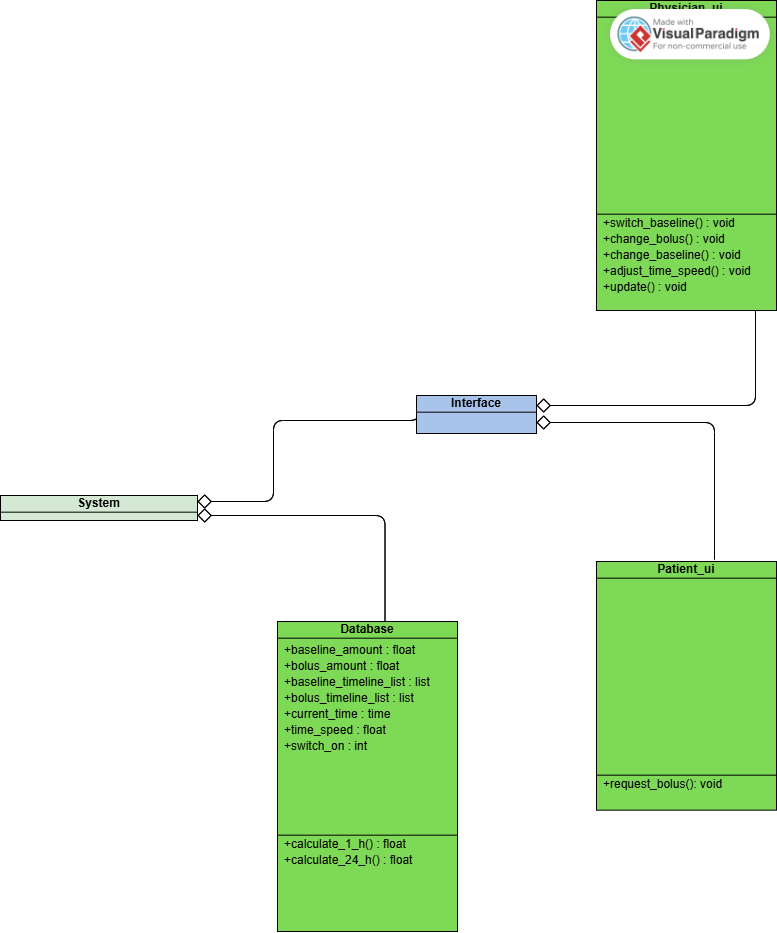 Physician_ui
Made with
VisualParadigm
For non-commercial use
+switch_baseline() : void
+change_bolus() : void
+change_baseline() : void
+adjust_time_speed() : void
+update() : void
Interface
System
Patient_ui
+request_bolus(): void
Database
+baseline_amount : float
+bolus_amount : float
+baseline_timeline_list : list
+bolus_timeline_list : list
+current_time : time
+time_speed : float
+switch_on : int
+calculate_1_h() : float
+calculate_24_h() : float